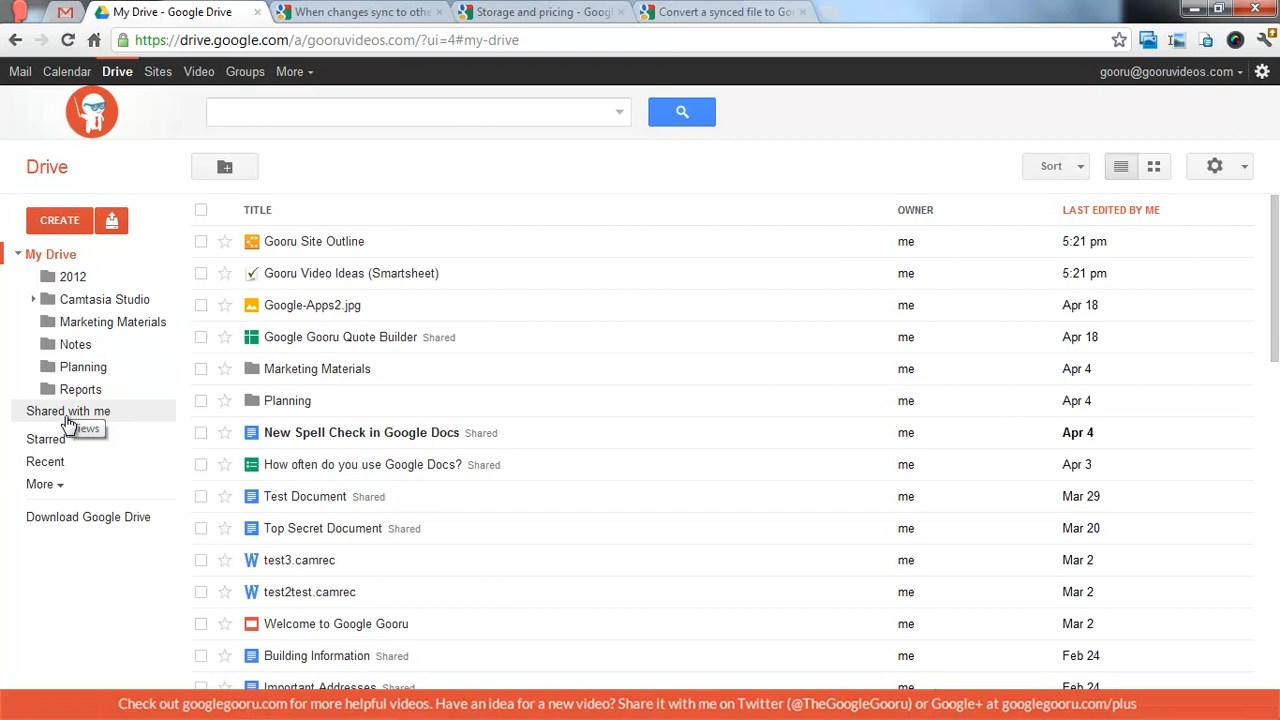 My Drive - Google Drive
When changes sync to othe
Storage and pricing - Googl
Convert a synced file to Go
https://drive.google.com/a/gooruvideos.com/?ui=4#my-drive
Mail Calendar Drive Sites Video Groups More
gooru@gooruvideos.com
Drive
Sort
CREATE
TITLE OWNER LAST EDITED BY ME
My Drive
2012
Camtasia Studio
Marketing Materials
Notes
Planning
Reports
Shared with me
iews
Starred
Recent
More
Download Google Drive
Gooru Site Outline me 5:21 pm
Gooru Video Ideas (Smartsheet) me 5:21 pm
Google-Apps2.jpg me Apr 18
Google Gooru Quote Builder Shared me Apr 18
Marketing Materials me Apr 4
Planning me Apr 4
New Spell Check in Google Docs Shared me Apr 4
How often do you use Google Docs? Shared me Apr 3
Test Document Shared me Mar 29
Top Secret Document Shared me Mar 20
test3.camrec me Mar 2
test2test.camrec me Mar 2
Welcome to Google Gooru me Mar 2
Building Information Shared me Feb 24
Important Addresses Shared me Feb 24
Check out googlegooru.com for more helpful videos. Have an idea for a new video? Share it with me on Twitter (@TheGoogleGooru) or Google+ at googlegooru.com/plus